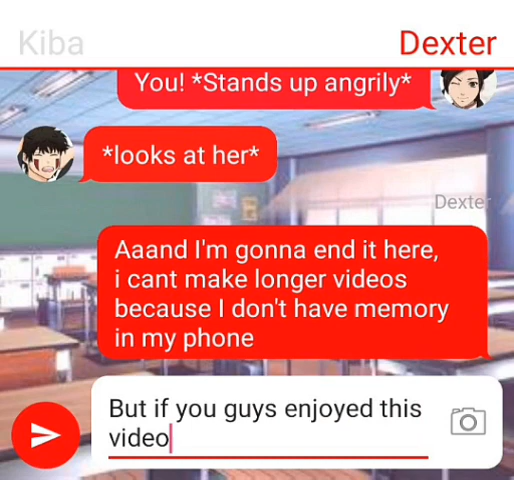 Kiba
Dexter
You! *Stands up angrily*
*looks at her*
Dexter
Aaand I'm gonna end it here,
i cant make longer videos
because I don't have memory
in my phone
But if you guys enjoyed this
video